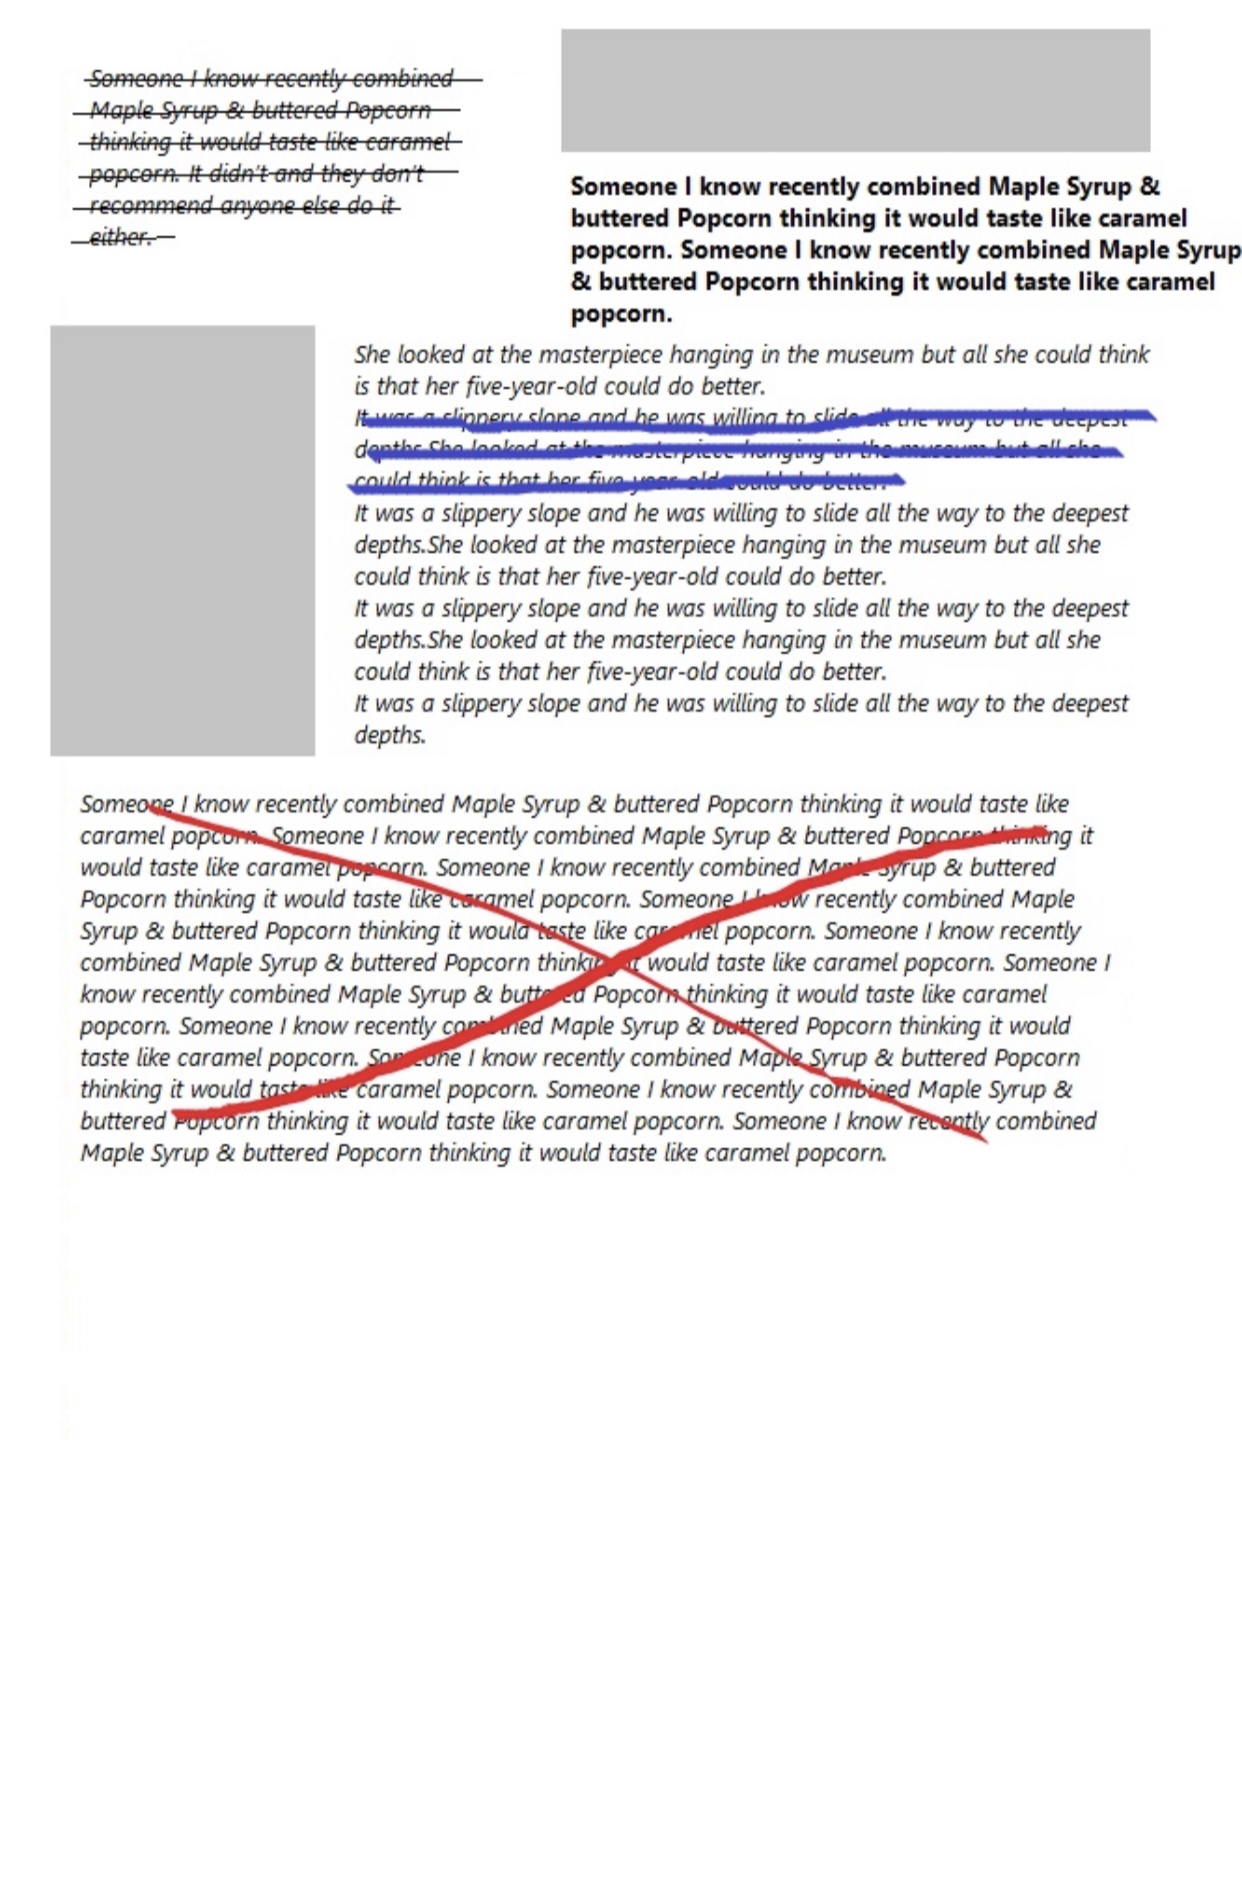 Someone I know recently combined
Maple Syrup & buttered Popcorn
thinking it would taste like caramel
popcorn. It didn't and they don't
recommend anyone else do it
either.
Someone I know recently combined Maple Syrup &
buttered Popcorn thinking it would taste like caramel
popcorn. Someone I know recently combined Maple Syrup
& buttered Popcorn thinking it would taste like caramel
popcorn.
She looked at the masterpiece hanging in the museum but all she could think
is that her five-year-old could do better.
It was a slippery slope and he was willing to slide all the way to the deepest
depths.She looked at the masterpiece hanging in the museum but all she
could think is that her five-year-old could do better.
It was a slippery slope and he was willing to slide all the way to the deepest
depths.She looked at the masterpiece hanging in the museum but all she
could think is that her five-year-old could do better.
It was a slippery slope and he was willing to slide all the way to the deepest
depths.She looked at the masterpiece hanging in the museum but all she
could think is that her five-year-old could do better.
It was a slippery slope and he was willing to slide all the way to the deepest
depths.
Someone I know recently combined Maple Syrup & buttered Popcorn thinking it would taste like
caramel popcorn. Someone I know recently combined Maple Syrup & buttered Popcorn thinking it
would taste like caramel popcorn. Someone I know recently combined Maple Syrup & buttered
Popcorn thinking it would taste like caramel popcorn. Someone I know recently combined Maple
Syrup & buttered Popcorn thinking it would taste like caramel popcorn. Someone I know recently
combined Maple Syrup & buttered Popcorn thinking it would taste like caramel popcorn. Someone I
know recently combined Maple Syrup & buttered Popcorn thinking it would taste like caramel
popcorn. Someone I know recently combined Maple Syrup & buttered Popcorn thinking it would
taste like caramel popcorn. Someone I know recently combined Maple Syrup & buttered Popcorn
thinking it would taste like caramel popcorn. Someone I know recently combined Maple Syrup &
buttered Popcorn thinking it would taste like caramel popcorn. Someone I know recently combined
Maple Syrup & buttered Popcorn thinking it would taste like caramel popcorn.